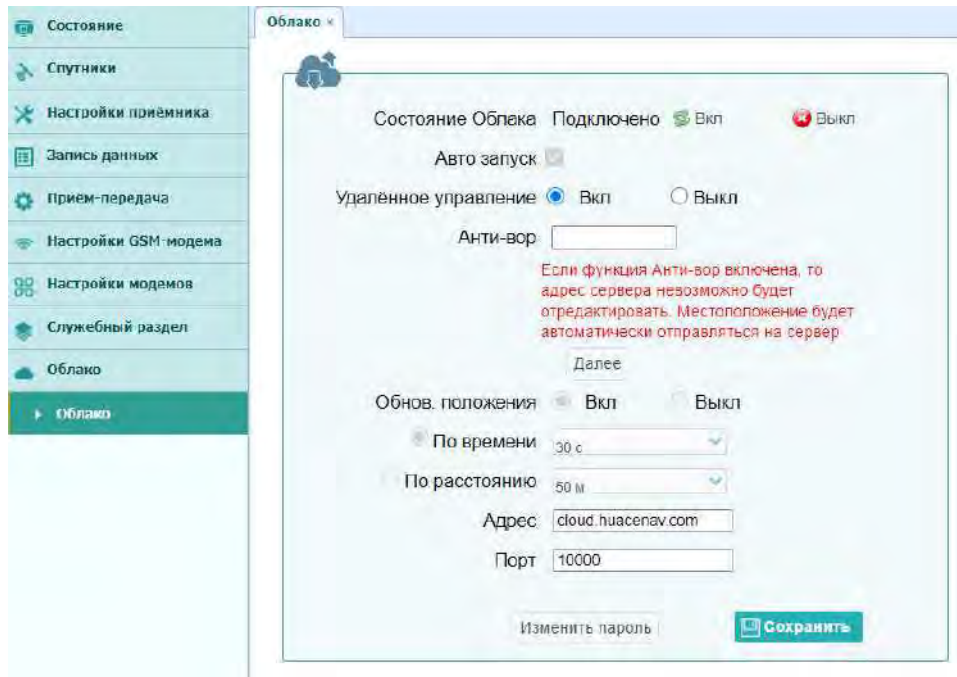 Состояние
Спутники
Настройки приёмника
Запись данных
Прием-передача
Настройки GSM-модема
Настройки модемов
Служебный раздел
Облако
Облако
Облако ×
Состояние Облака Подключено Вкл Выкл
Авто запуск
Удалённое управление Вкл Выкл
Анти-вор
Если функция Анти-вор включена, то
адрес сервера невозможно будет
отредактировать. Местоположение будет
автоматически отправляться на сервер
Далее
Обнов. положения Вкл Выкл
По времени 30 с
По расстоянию 50 м
Адрес cloud.huacenav.com
Порт 10000
Изменить пароль Сохранить